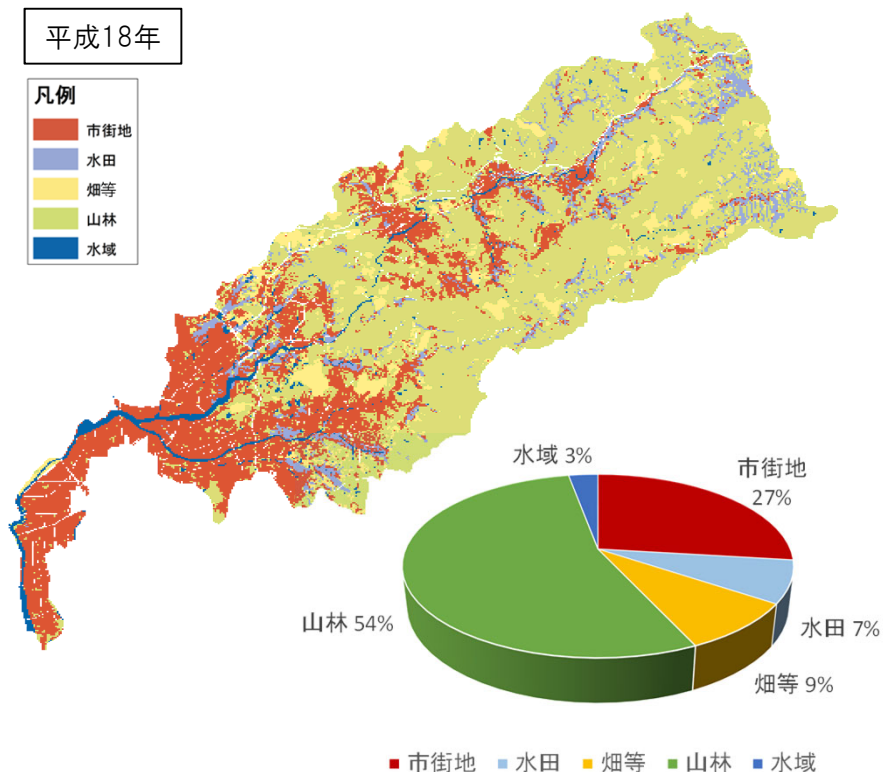 平成18年
凡例
市街地
水田
畑等
山林
水域
水域 3%
市街地
27%
山林 54%
水田 7%
畑等 9%
市街地 水田 畑等 山林 水域